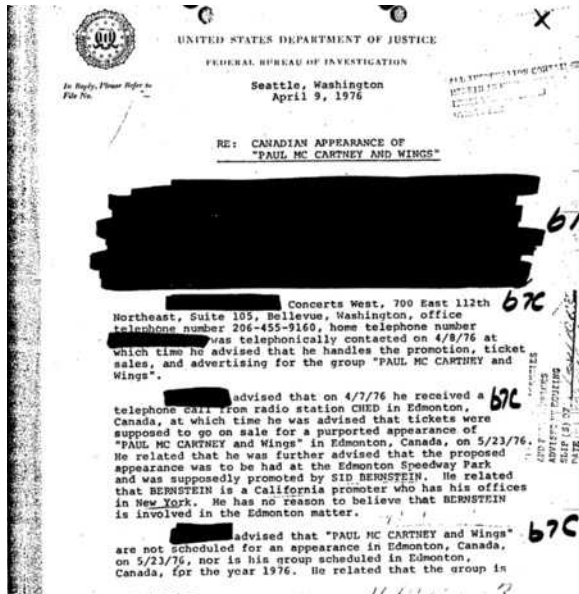 UNITED STATES DEPARTMENT OF JUSTICE
FEDERAL BUREAU OF INVESTIGATION
In Reply, Please Refer to
File No.
Seattle, Washington
April 9, 1976
RE: CANADIAN APPEARANCE OF
"PAUL MC CARTNEY AND WINGS"
b7C
Concerts West, 700 East 112th
Northeast, Suite 105, Bellevue, Washington, office
telephone number 206-455-9160, home telephone number
was telephonically contacted on 4/8/76 at
which time he advised that he handles the promotion, ticket
sales, and advertising for the group "PAUL MC CARTNEY and
Wings".
advised that on 4/7/76 he received a b7C
telephone call from radio station CHED in Edmonton,
Canada, at which time he was advised that tickets were
supposed to go on sale for a purported appearance of
"PAUL MC CARTNEY and Wings" in Edmonton, Canada, on 5/23/76.
He related that he was further advised that the proposed
appearance was to be had at the Edmonton Speedway Park
and was supposedly promoted by SID BERNSTEIN. He related
that BERNSTEIN is a California promoter who has his offices
in New York. He has no reason to believe that BERNSTEIN
is involved in the Edmonton matter.
advised that "PAUL MC CARTNEY and Wings" b7C
are not scheduled for an appearance in Edmonton, Canada,
on 5/23/76, nor is his group scheduled in Edmonton,
Canada, for the year 1976. He related that the group is
ADVISED BY ROUTING
SLIP (S) OF
DATE